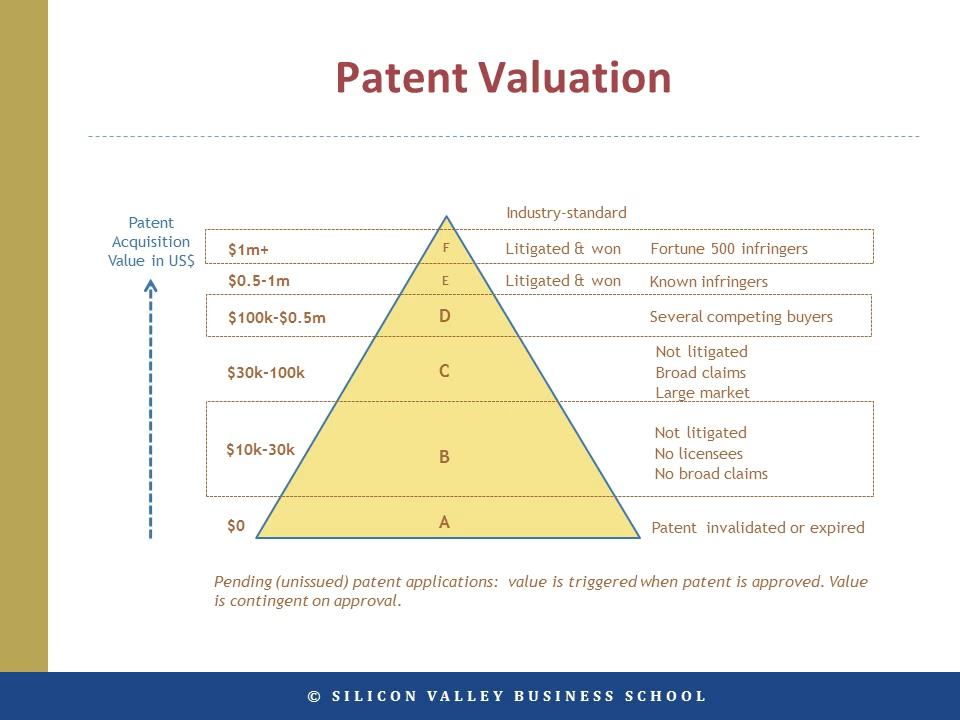 Patent Valuation
Patent
Acquisition
Value in US$
Industry-standard
$1m+ F Litigated & won Fortune 500 infringers
$0.5-1m E Litigated & won Known infringers
$100k-$0.5m D Several competing buyers
Not litigated
$30k-100k C Broad claims
Large market
Not litigated
$10k-30k B No licensees
No broad claims
$0 A Patent invalidated or expired
Pending (unissued) patent applications: value is triggered when patent is approved. Value
is contingent on approval.
© SILICON VALLEY BUSINESS SCHOOL